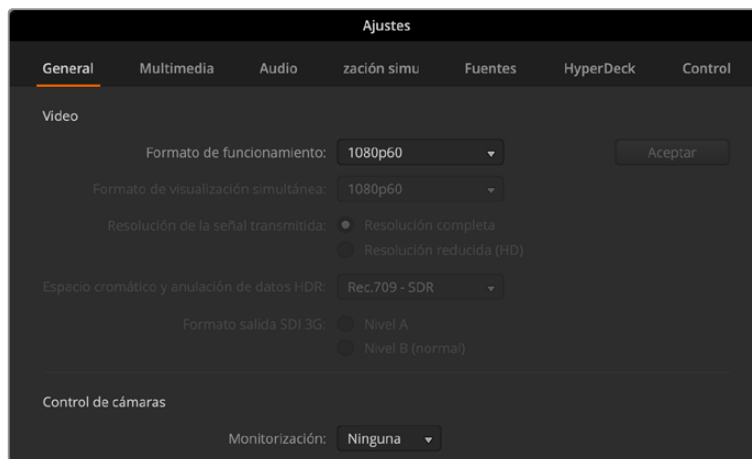 Ajustes
General Multimedia Audio zación simu Fuentes HyperDeck Control
Video
Formato de funcionamiento: 1080p60 Aceptar
Formato de visualización simultánea: 1080p60
Resolución de la señal transmitida: Resolución completa
Resolución reducida (HD)
Espacio cromático y anulación de datos HDR: Rec.709 - SDR
Formato salida SDI 3G: Nivel A
Nivel B (normal)
Control de cámaras
Monitorización: Ninguna